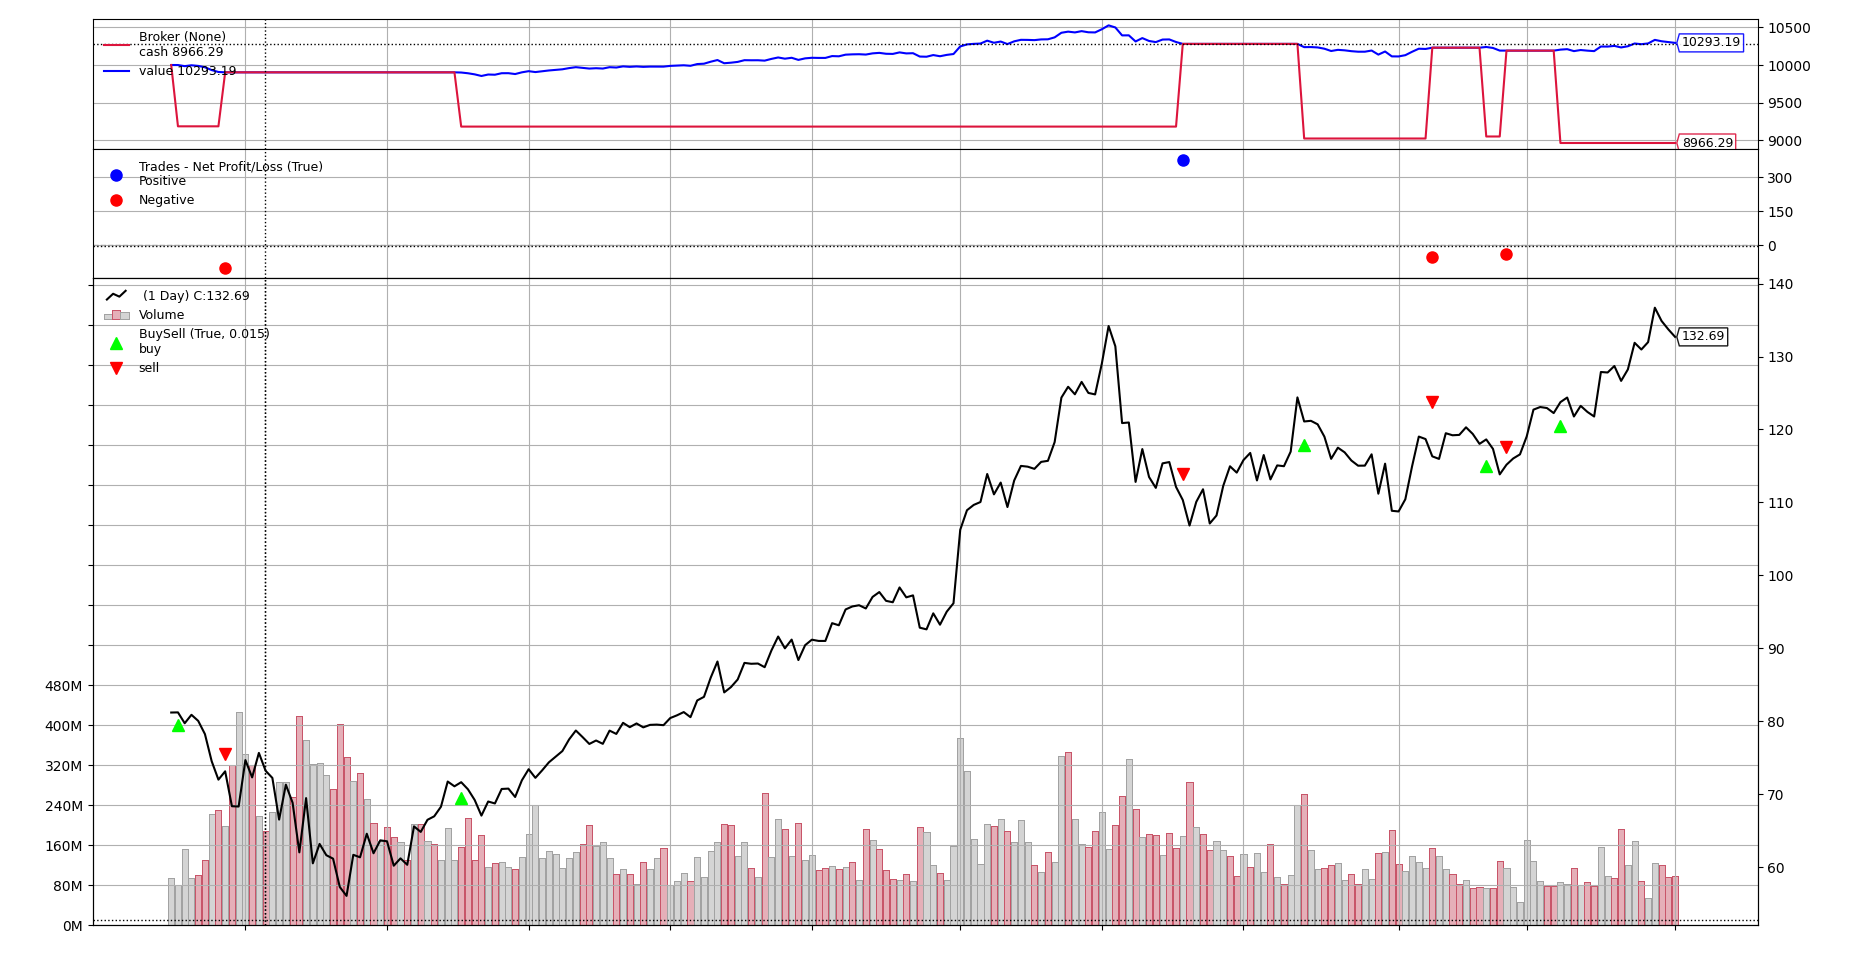 Broker (None)
cash 8966.29
value 10293.19
10500
10293.19
10000
9500
9000
8966.29
Trades - Net Profit/Loss (True)
Positive
Negative
300
150
0
(1 Day) C:132.69
Volume
BuySell (True, 0.015)
buy
sell
140
132.69
130
120
110
100
90
80
70
60
480M
400M
320M
240M
160M
80M
0M